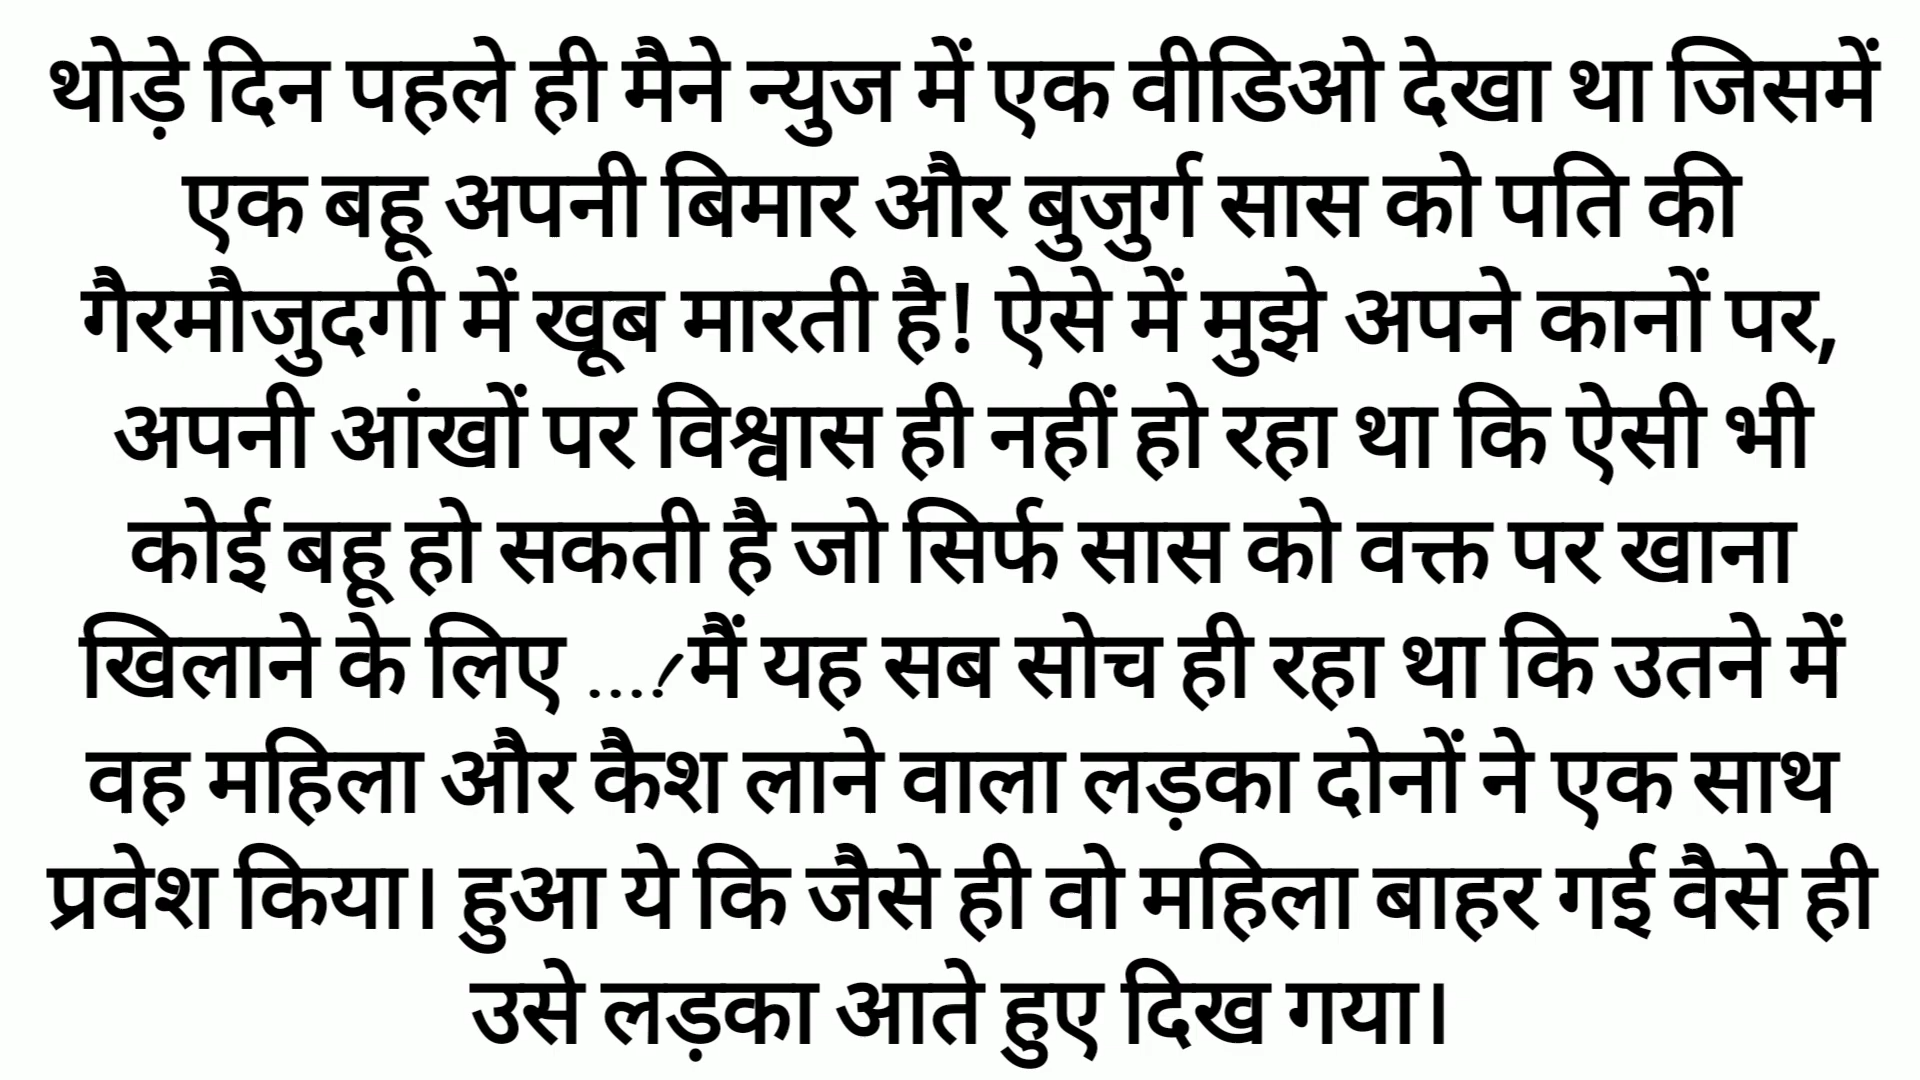 थोड़े दिन पहले ही मैने न्युज में एक वीडिओ देखा था जिसमें
एक बहू अपनी बिमार और बुजुर्ग सास को पति की
गैरमौजुदगी में खूब मारती है! ऐसे में मुझे अपने कानों पर,
अपनी आंखों पर विश्वास ही नहीं हो रहा था कि ऐसी भी
कोई बहू हो सकती है जो सिर्फ सास को वक्त पर खाना
खिलाने के लिए ....! मैं यह सब सोच ही रहा था कि उतने में
वह महिला और कैश लाने वाला लड़का दोनों ने एक साथ
प्रवेश किया। हुआ ये कि जैसे ही वो महिला बाहर गई वैसे ही
उसे लड़का आते हुए दिख गया।